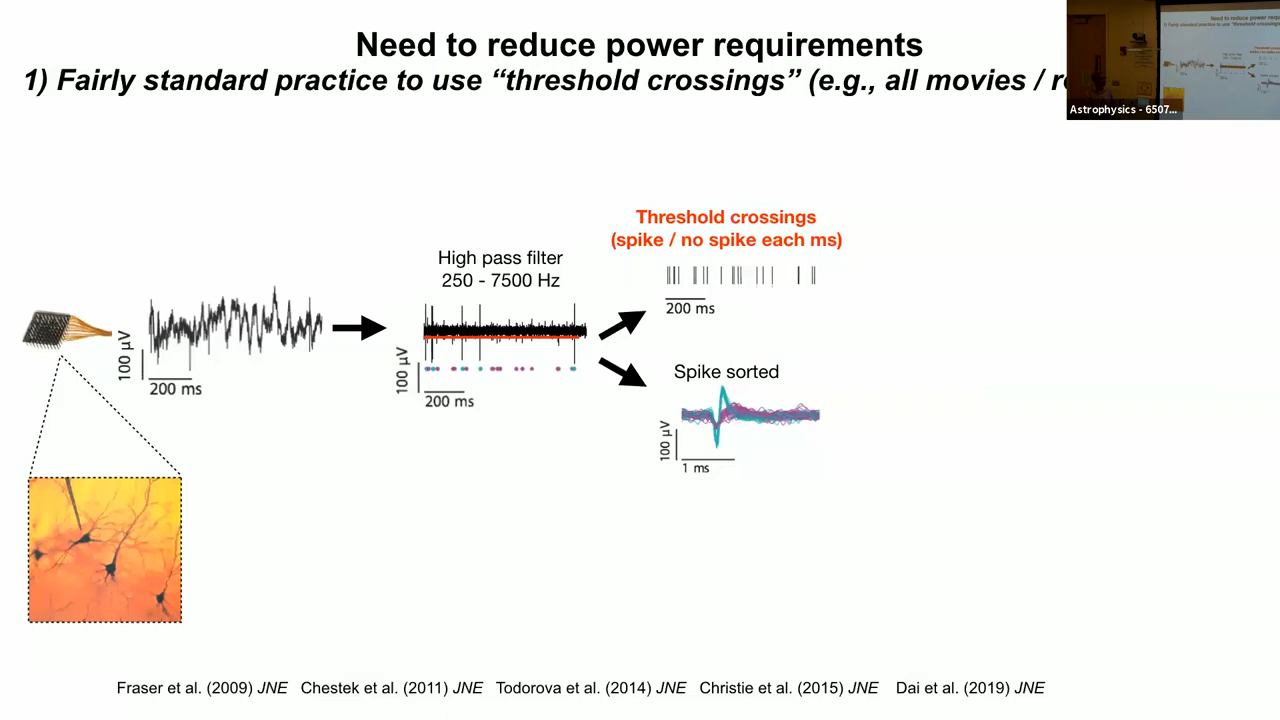 Need to reduce power requirements
1) Fairly standard practice to use “threshold crossings” (e.g., all movies /
Astrophysics - 6507...
Threshold crossings
(spike / no spike each ms)
High pass filter
250 - 7500 Hz
200 ms
100 µV
200 ms
100 µV
200 ms
Spike sorted
100 µV
1 ms
Fraser et al. (2009) JNE Chestek et al. (2011) JNE Todorova et al. (2014) JNE Christie et al. (2015) JNE Dai et al. (2019) JNE